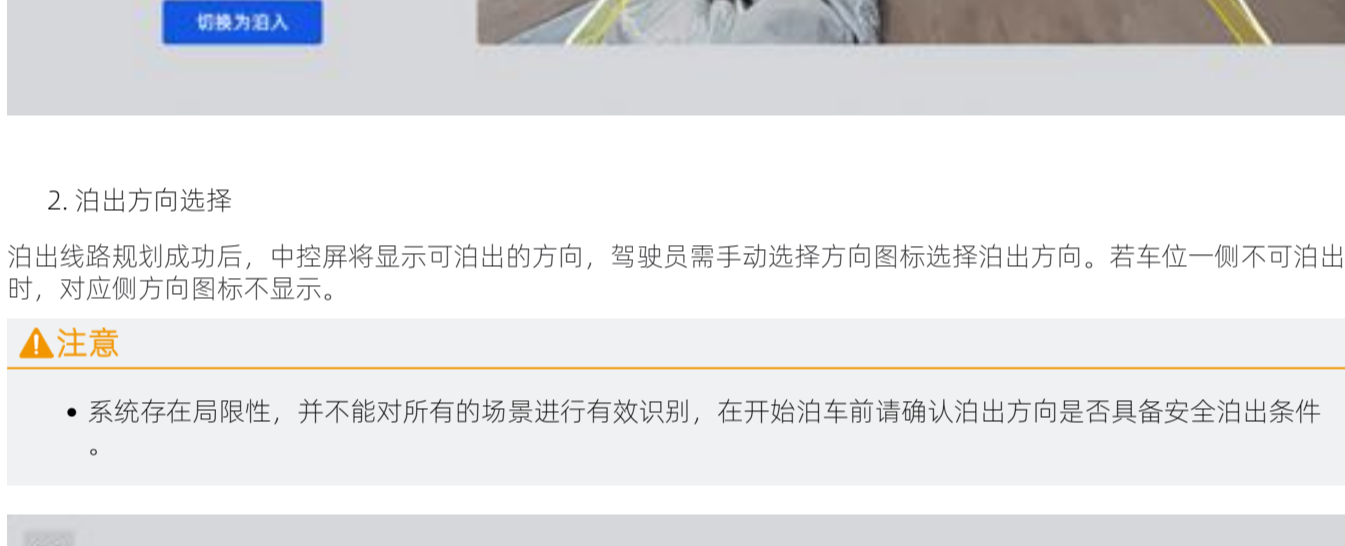 切换为泊入
2. 泊出方向选择
泊出线路规划成功后，中控屏将显示可泊出的方向，驾驶员需手动选择方向图标选择泊出方向。若车位一侧不可泊出
时，对应侧方向图标不显示。
注意
• 系统存在局限性，并不能对所有的场景进行有效识别，在开始泊车前请确认泊出方向是否具备安全泊出条件
。